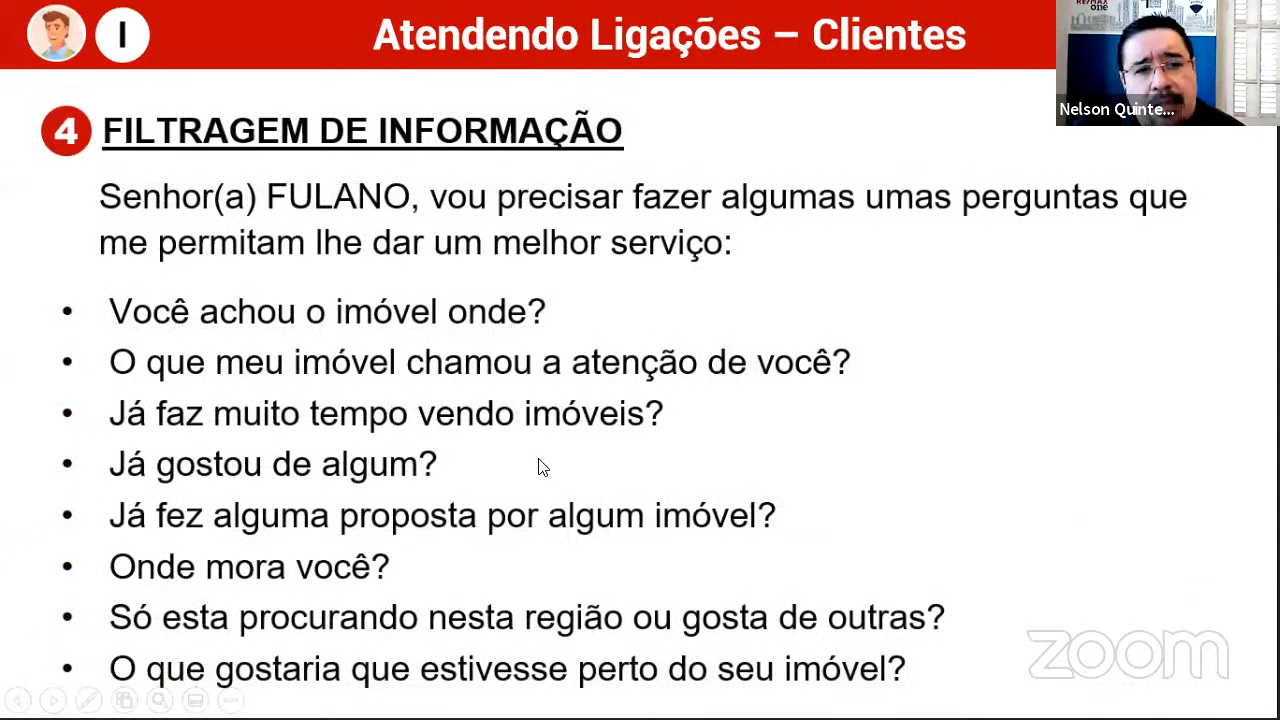 I
Atendendo Ligações – Clientes
RE/MAX
one
Nelson Quinte...
4
FILTRAGEM DE INFORMAÇÃO
Senhor(a) FULANO, vou precisar fazer algumas umas perguntas que
me permitam lhe dar um melhor serviço:
• Você achou o imóvel onde?
• O que meu imóvel chamou a atenção de você?
• Já faz muito tempo vendo imóveis?
• Já gostou de algum?
• Já fez alguma proposta por algum imóvel?
• Onde mora você?
• Só esta procurando nesta região ou gosta de outras?
• O que gostaria que estivesse perto do seu imóvel?
zoom